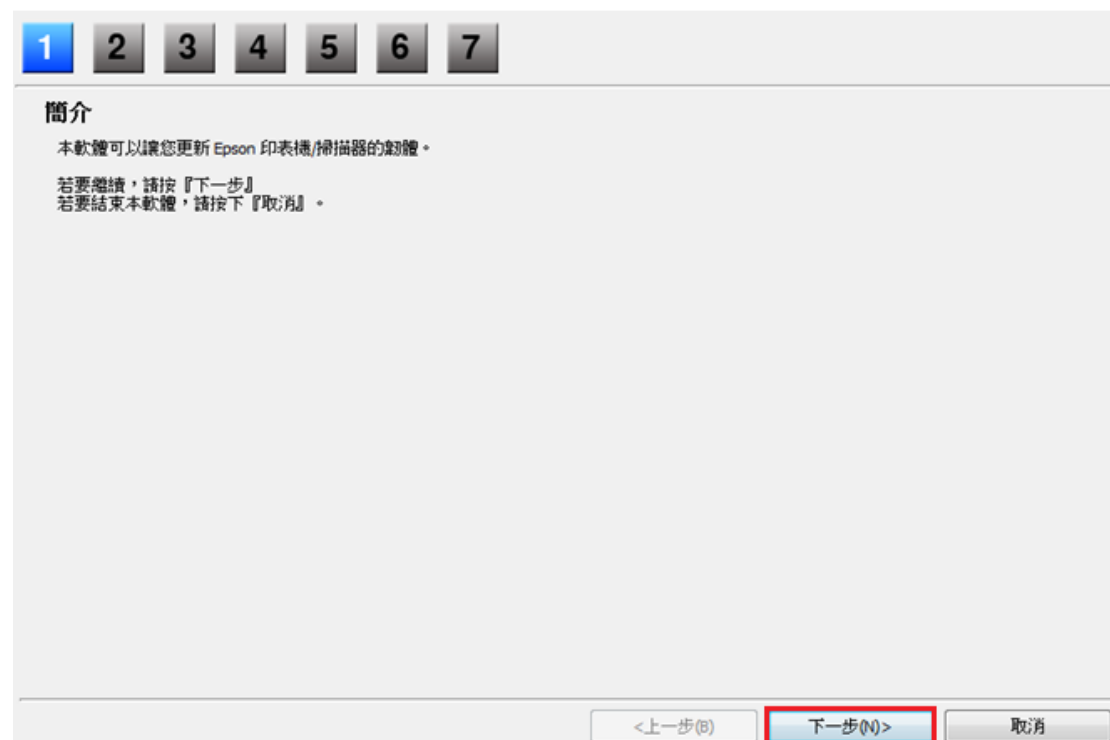 1 2 3 4 5 6 7
簡介
本軟體可以讓您更新 Epson 印表機/掃描器的韌體。
若要繼續，請按『下一步』
若要結束本軟體，請按下『取消』。
<上一步(B) 下一步(N)> 取消